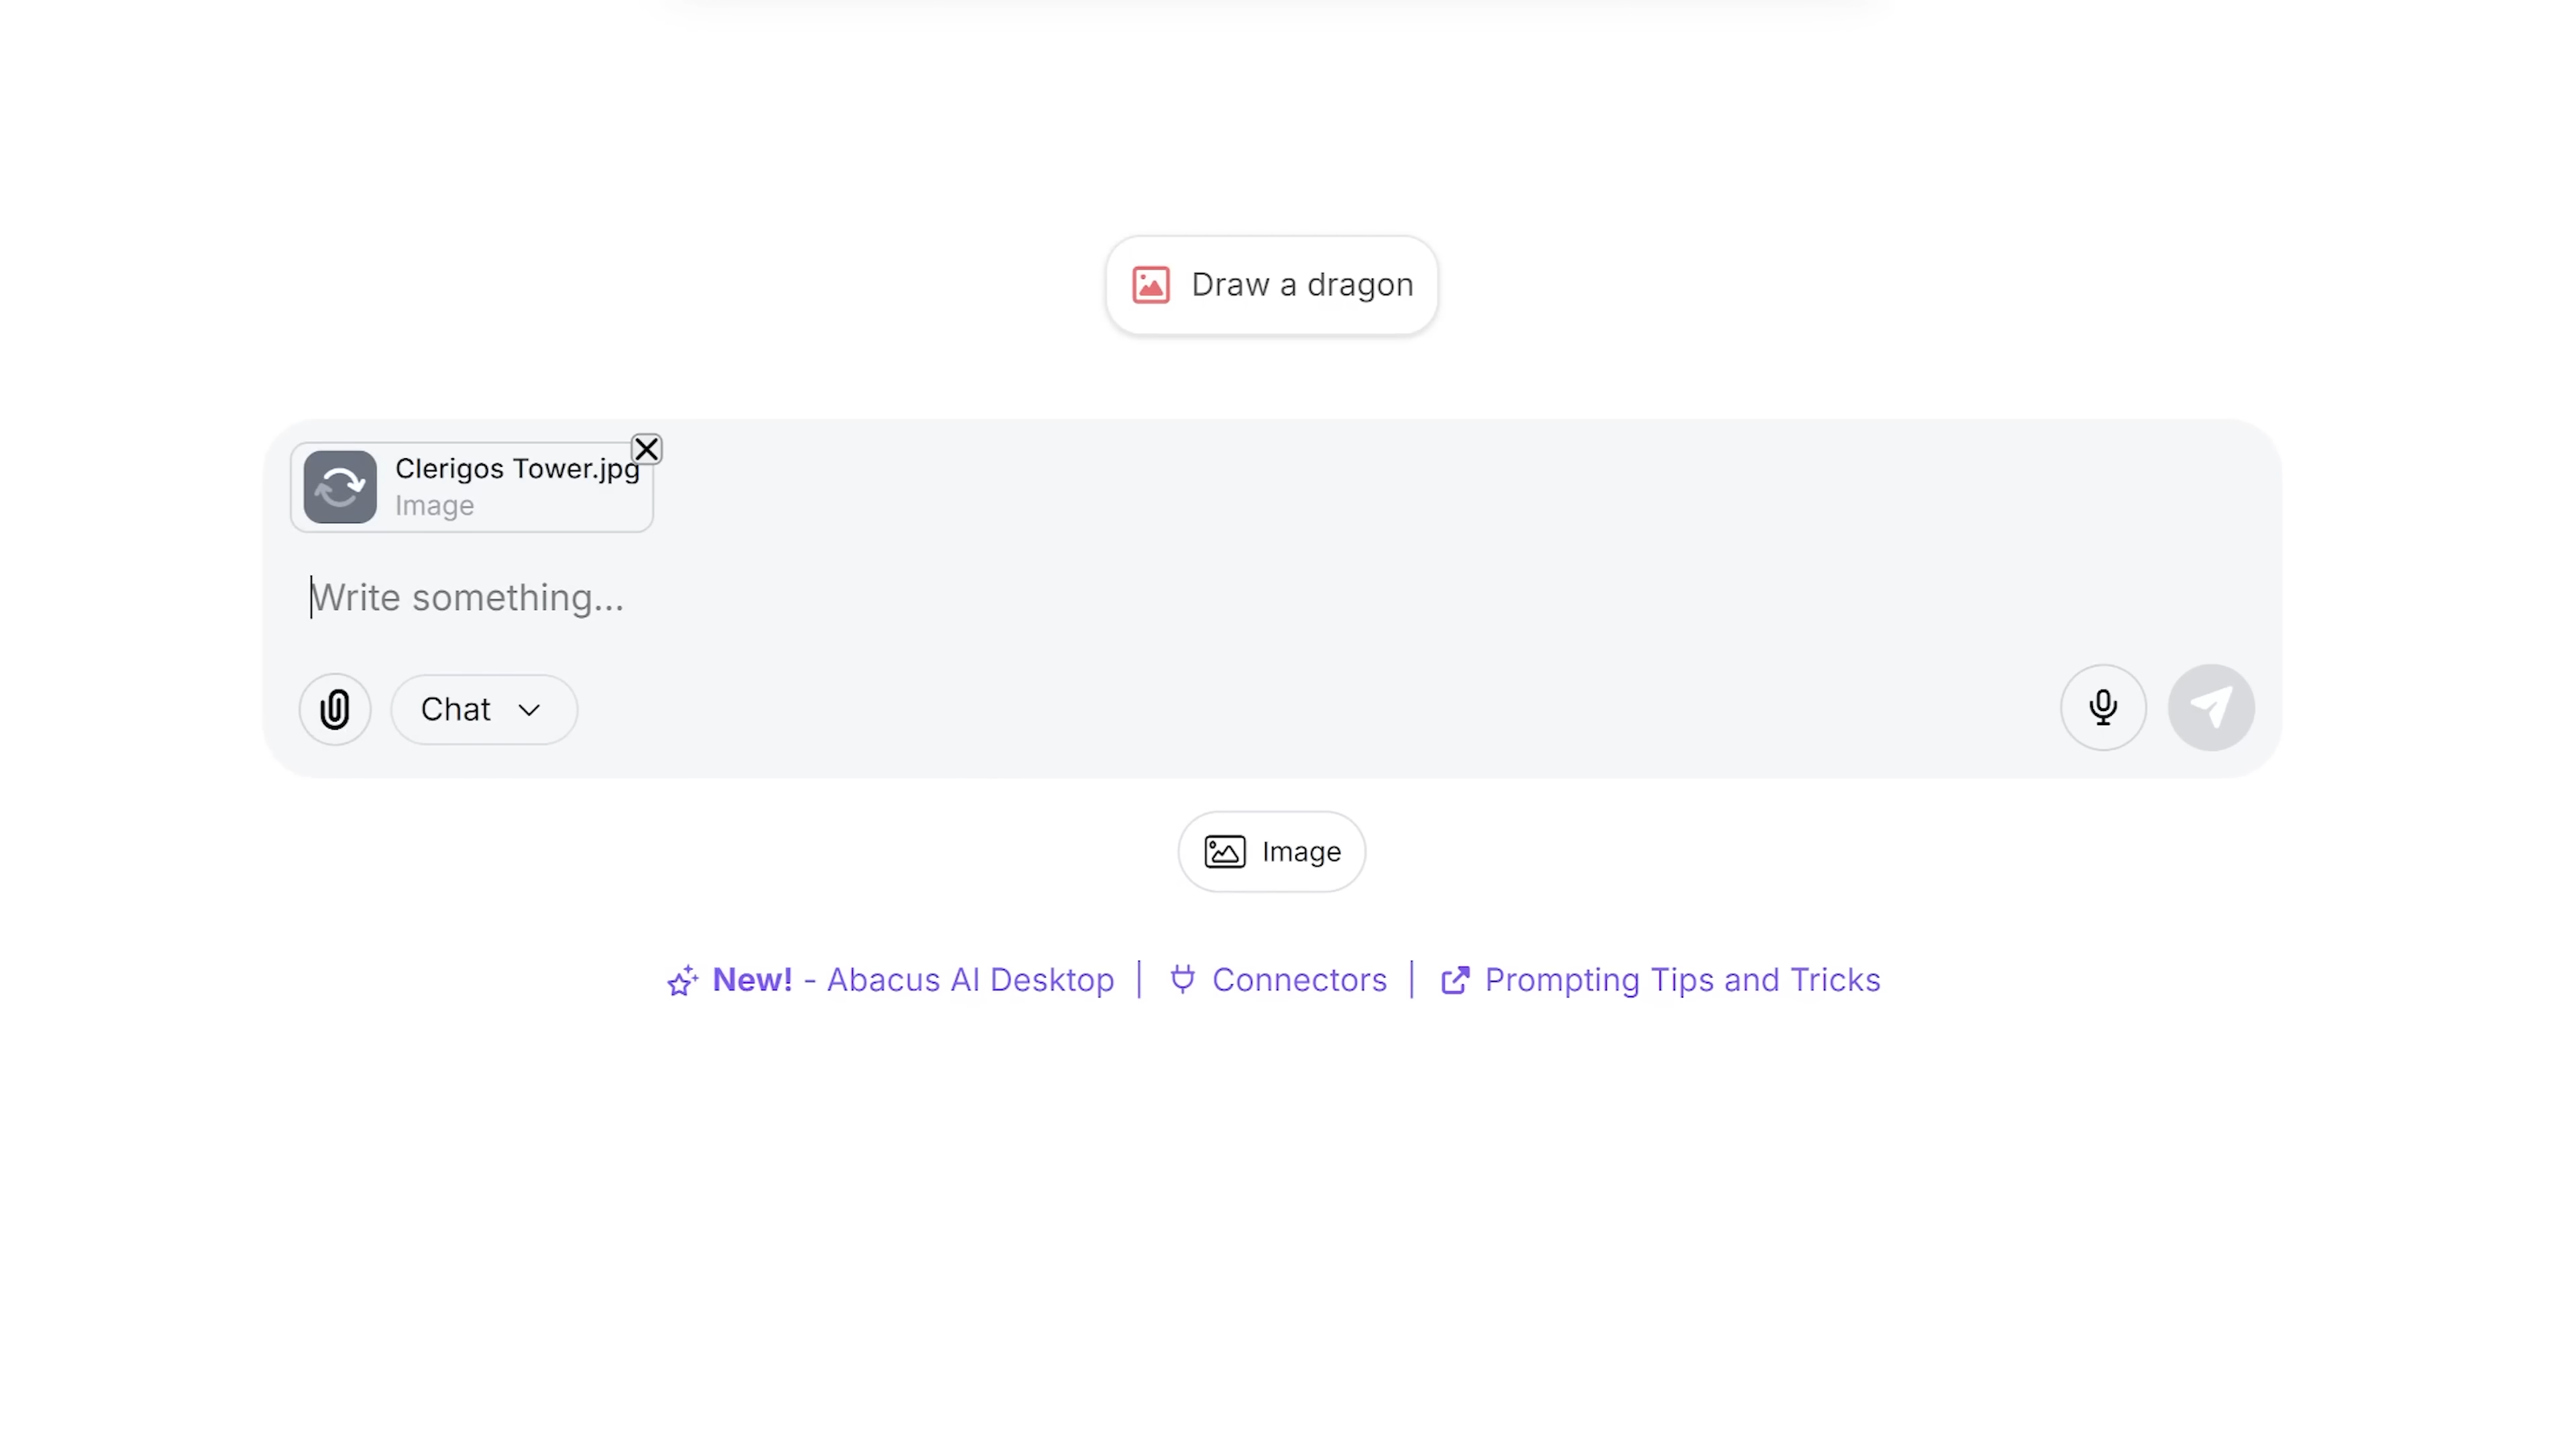 Draw a dragon
Clerigos Tower.jpg
Image
Write something...
Chat
Image
New! - Abacus AI Desktop | Connectors | Prompting Tips and Tricks